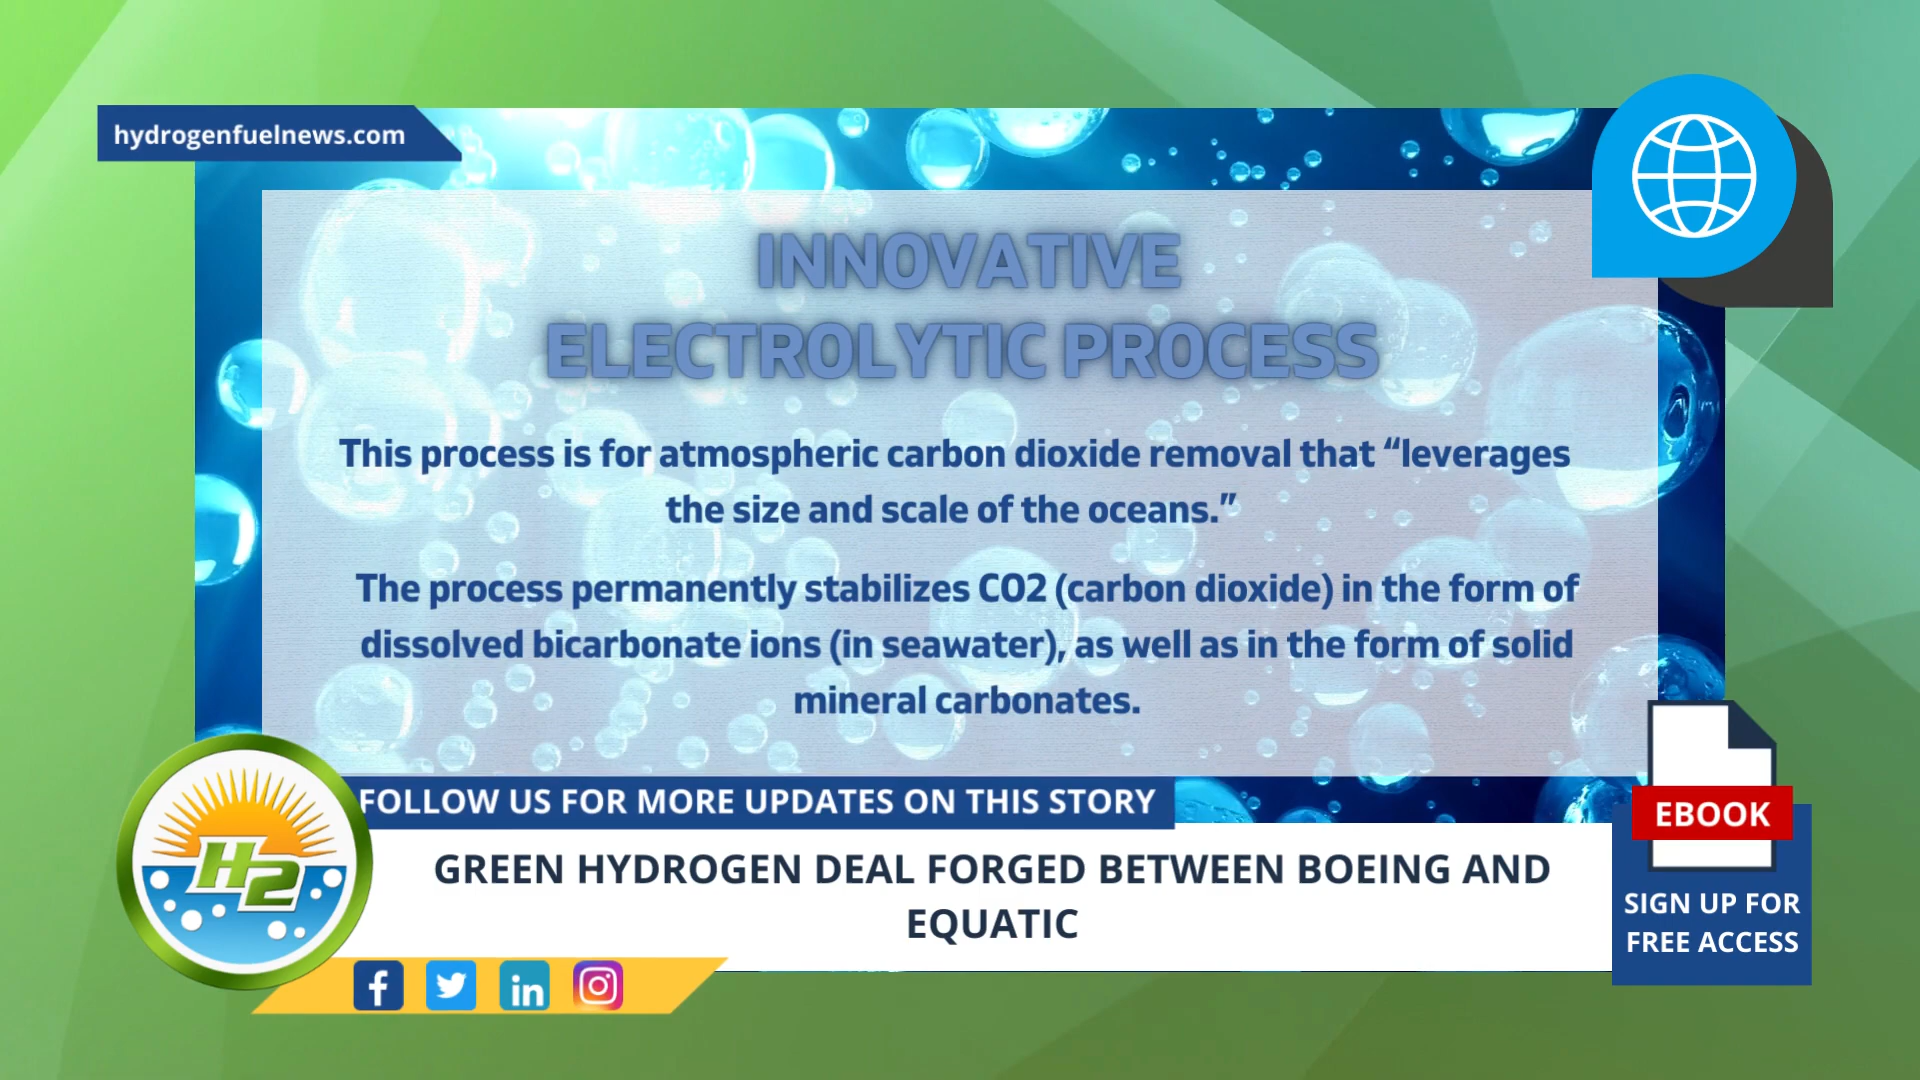 hydrogenfuelnews.com
INNOVATIVE
ELECTROLYTIC PROCESS
This process is for atmospheric carbon dioxide removal that “leverages
the size and scale of the oceans.”
The process permanently stabilizes CO2 (carbon dioxide) in the form of
dissolved bicarbonate ions (in seawater), as well as in the form of solid
mineral carbonates.
FOLLOW US FOR MORE UPDATES ON THIS STORY
H2
GREEN HYDROGEN DEAL FORGED BETWEEN BOEING AND
EQUATIC
EBOOK
SIGN UP FOR
FREE ACCESS
f
in